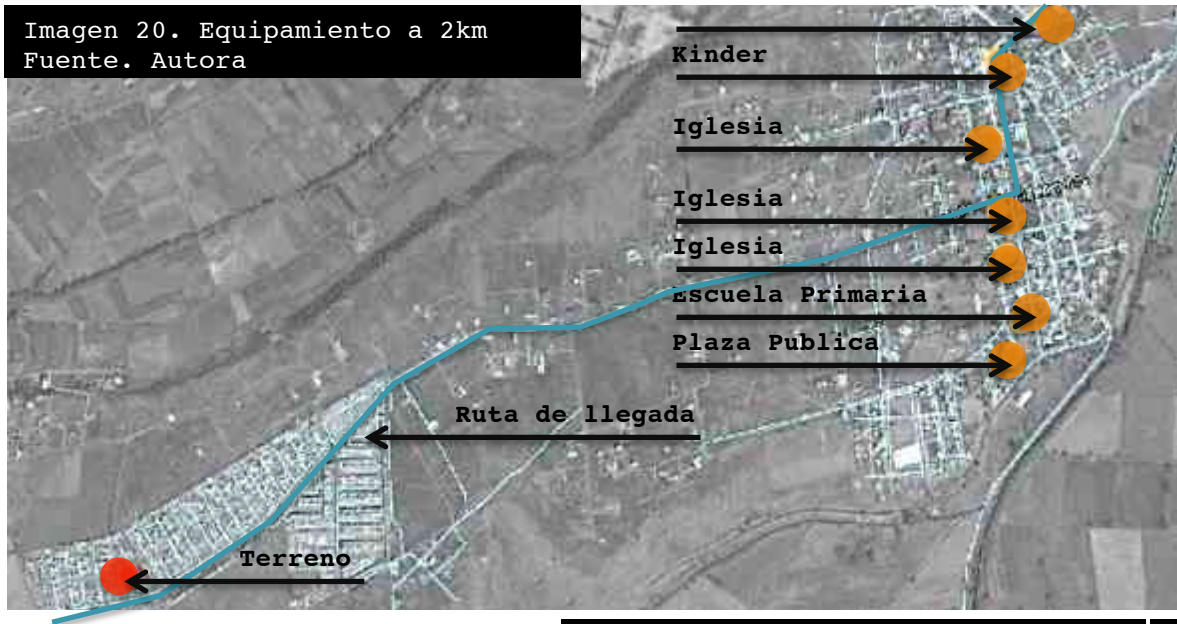 Imagen 20. Equipamiento a 2km
Fuente. Autora
Kinder
Iglesia
Iglesia
Iglesia
Escuela Primaria
Plaza Publica
Ruta de llegada
Terreno